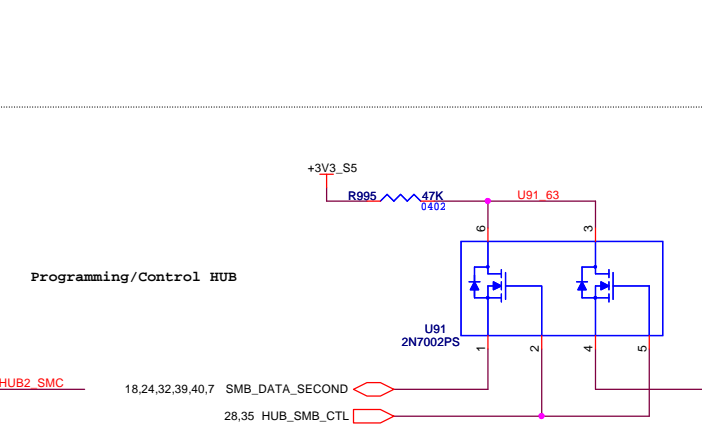 +3V3_S5
R995 47K U91_63
0402
6 3
Programming/Control HUB
U91
2N7002PS
1 2 4 5
HUB2_SMC 18,24,32,39,40,7 SMB_DATA_SECOND
28,35 HUB_SMB_CTL